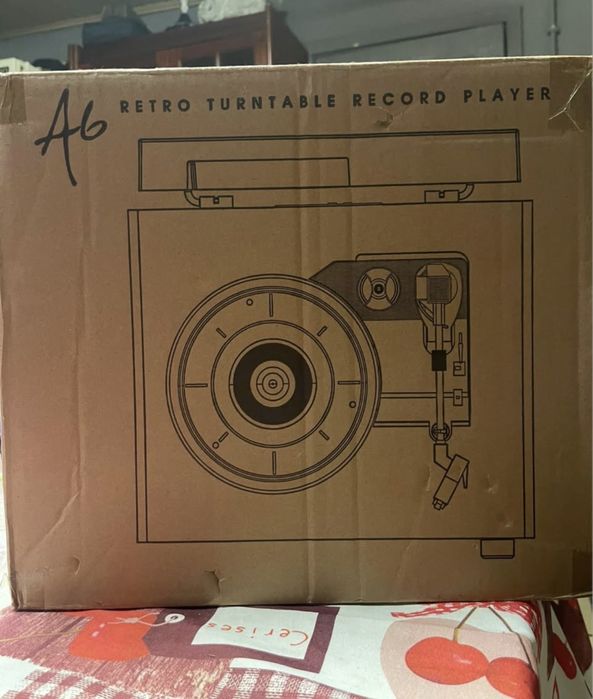 A6
RETRO TURNTABLE RECORD PLAYER
Cerises